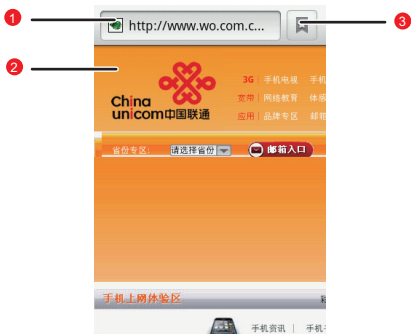 1
http://www.wo.com.c...
3
2
3G 手机电视 手机
宽带 网络教育 体感
应用 品牌专区 邮箱
China
unicom中国联通
省份专区: 请选择省份 邮箱入口
手机上网体验区
手机资讯 手机